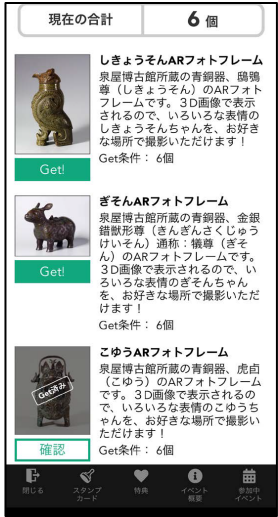 現在の合計 6 個
しきょうそんARフォトフレーム
泉屋博古館所蔵の青銅器、鴟鴞
尊（しきょうそん）のARフォト
フレームです。３D画像で表示
されるので、いろいろな表情の
しきょうそんちゃんを、お好き
な場所で撮影いただけます！
Get!
Get条件： 6個
ぎそんARフォトフレーム
泉屋博古館所蔵の青銅器、金銀
錯獣形尊（きんぎんさくじゅう
けいそん）通称：犠尊（ぎそ
ん）のARフォトフレームです。
３D画像で表示されるので、い
ろいろな表情のぎそんちゃん
を、お好きな場所で撮影いただ
けます！
Get!
Get条件： 6個
こゆうARフォトフレーム
泉屋博古館所蔵の青銅器、虎卣
（こゆう）のARフォトフレーム
です。３D画像で表示されるの
で、いろいろな表情のこゆうち
ゃんを、お好きな場所で撮影い
ただけます！
Get済み
確認
Get条件： 6個
閉じる
スタンプ
カード
特典
イベント
概要
参加中
イベント